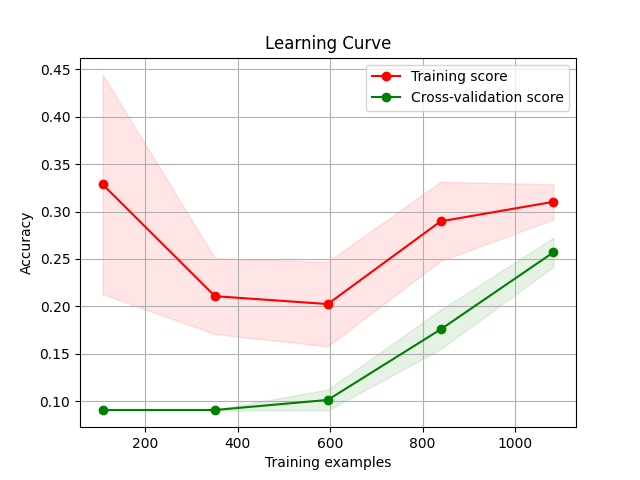 Learning Curve
Training score
Cross-validation score
0.45
0.40
0.35
0.30
0.25
0.20
0.15
0.10
Accuracy
200 400 600 800 1000
Training examples